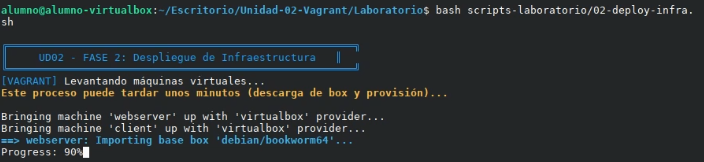 alumno@alumno-virtualbox:~/Escritorio/Unidad-02-Vagrant/Laboratorio$ bash scripts-laboratorio/02-deploy-infra.
sh
UD02 - FASE 2: Despliegue de Infraestructura
[VAGRANT] Levantando máquinas virtuales...
Este proceso puede tardar unos minutos (descarga de box y provisión)...
Bringing machine 'webserver' up with 'virtualbox' provider...
Bringing machine 'client' up with 'virtualbox' provider...
==> webserver: Importing base box 'debian/bookworm64'...
Progress: 90%